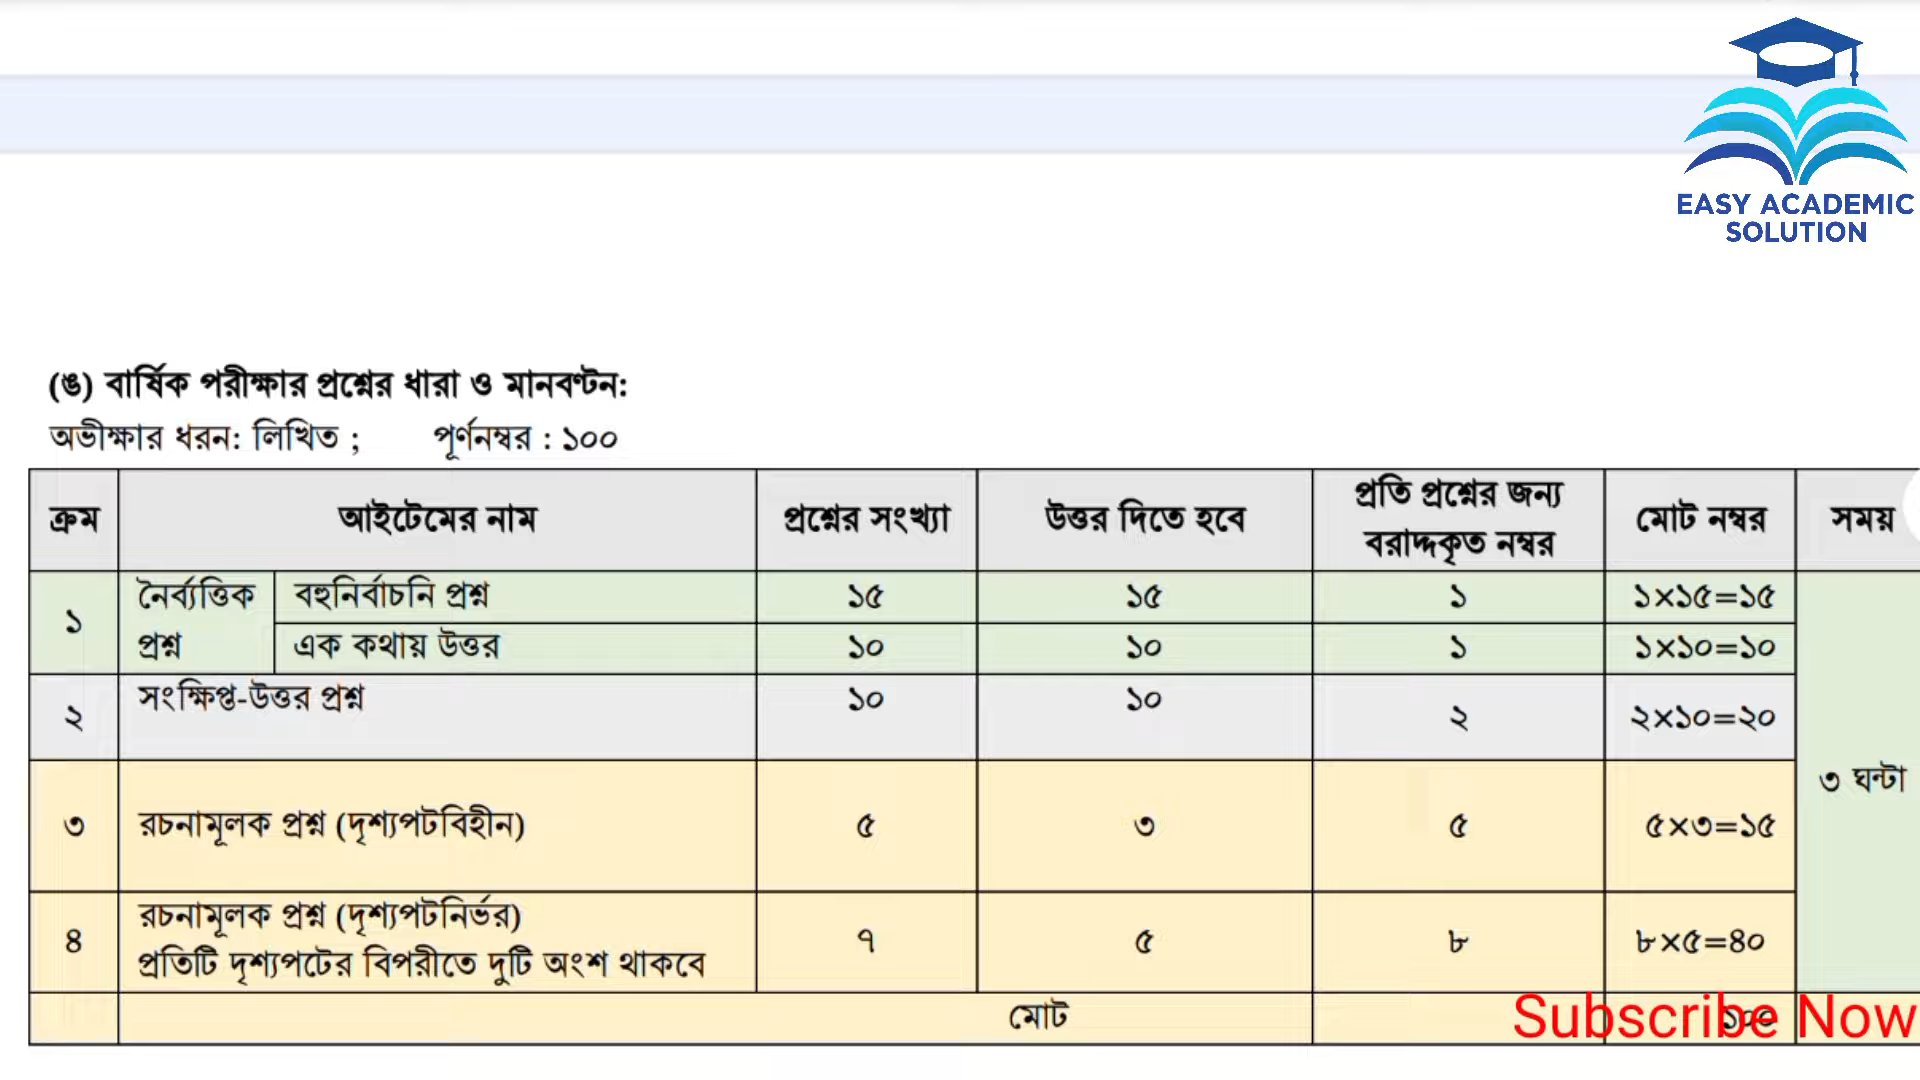 EASY ACADEMIC
SOLUTION
(ঙ) বার্ষিক পরীক্ষার প্রশ্নের ধারা ও মানবণ্টন:
অভীক্ষার ধরন: লিখিত ; পূর্ণনম্বর : ১০০
ক্রম আইটেমের নাম প্রশ্নের সংখ্যা উত্তর দিতে হবে প্রতি প্রশ্নের জন্য বরাদ্দকৃত নম্বর মোট নম্বর সময়
১ নৈর্ব্যত্তিক প্রশ্ন বহুনির্বাচনি প্রশ্ন ১৫ ১৫ ১ ১×১৫=১৫
এক কথায় উত্তর ১০ ১০ ১ ১×১০=১০
২ সংক্ষিপ্ত-উত্তর প্রশ্ন ১০ ১০ ২ ২×১০=২০
৩ ঘন্টা
৩ রচনামূলক প্রশ্ন (দৃশ্যপটবিহীন) ৫ ৩ ৫ ৫×৩=১৫
৪ রচনামূলক প্রশ্ন (দৃশ্যপটনির্ভর)
প্রতিটি দৃশ্যপটের বিপরীতে দুটি অংশ থাকবে ৭ ৫ ৮ ৮×৫=৪০
মোট ১০০
Subscribe Now